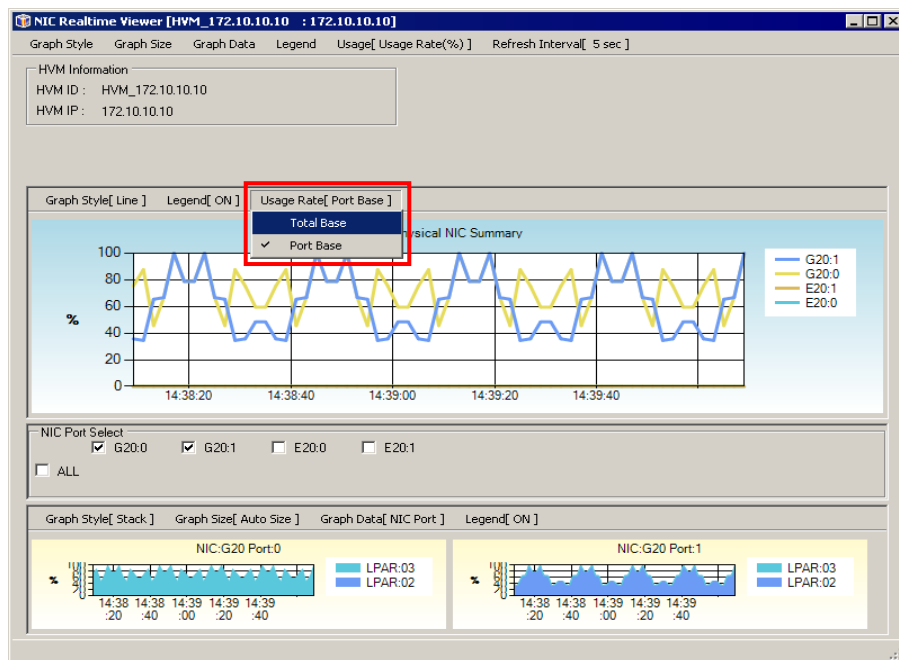 NIC Realtime Viewer [HVM_172.10.10.10 : 172.10.10.10]
Graph Style Graph Size Graph Data Legend Usage[ Usage Rate(%) ] Refresh Interval[ 5 sec ]
HVM Information
HVM ID : HVM_172.10.10.10
HVM IP : 172.10.10.10
Graph Style[ Line ] Legend[ ON ] Usage Rate[ Port Base ]
Total Base
Port Base
NIC Summary
100
80
60
40
20
0
%
14:38:20 14:38:40 14:39:00 14:39:20 14:39:40
G20:1
G20:0
E20:1
E20:0
NIC Port Select
G20:0 G20:1 E20:0 E20:1
ALL
Graph Style[ Stack ] Graph Size[ Auto Size ] Graph Data[ NIC Port ] Legend[ ON ]
NIC:G20 Port:0
%
14:38 14:38 14:39 14:39 14:39
:20 :40 :00 :20 :40
LPAR:03
LPAR:02
NIC:G20 Port:1
%
14:38 14:38 14:39 14:39 14:39
:20 :40 :00 :20 :40
LPAR:03
LPAR:02